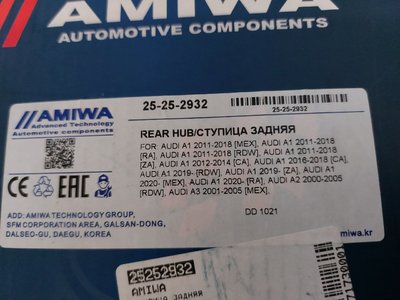 AMIWA
AUTOMOTIVE COMPONENTS
25-25-2932
25-25-2932
AMIWA
Advanced Technology
Automotive components
REAR HUB/СТУПИЦА ЗАДНЯЯ
FOR: AUDI A1 2011-2018 [MEX], AUDI A1 2011-2018
[RA], AUDI A1 2011-2018 [RDW], AUDI A1 2011-2018
[ZA], AUDI A1 2012-2014 [CA], AUDI A1 2016-2018 [CA],
AUDI A1 2019- [RDW], AUDI A1 2019- [ZA], AUDI A1
2020- [MEX], AUDI A1 2020- [RA], AUDI A2 2000-2005
[RDW], AUDI A3 2001-2005 [MEX],
CE EAC
DD 1021
ADD: AMIWA TECHNOLOGY GROUP,
SFM CORPORATION AREA, GALSAN-DONG,
DALSEO-GU, DAEGU, KOREA
miwa.kr
25252932
AMIWA
ЗАДНЯЯ